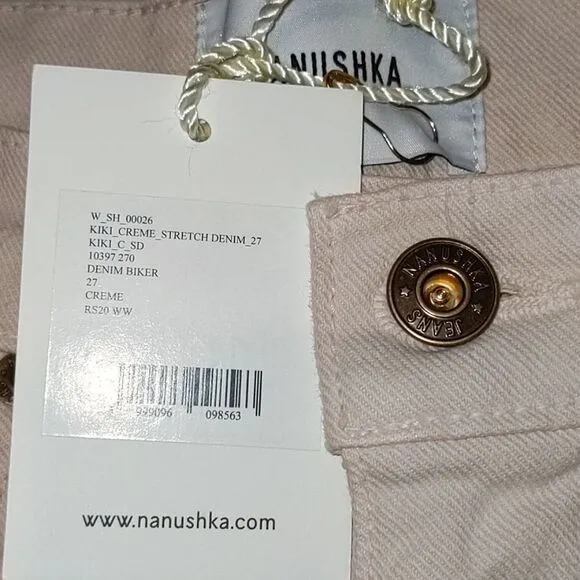 NANUSHKA
W_SH_00026
KIKI_CREME_STRETCH DENIM_27
KIKI_C_SD
10397 270
DENIM BIKER
27
CREME
RS20 WW
999096 098563
www.nanushka.com
NANUSHKA
JEANS